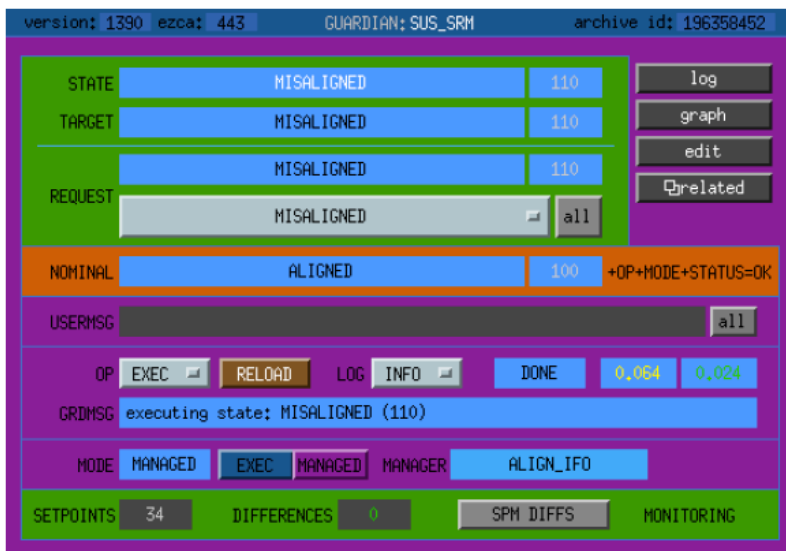 version: 1390 ezca: 443 GUARDIAN: SUS_SRM archive id: 196358452
STATE MISALIGNED 110 log
TARGET MISALIGNED 110 graph
MISALIGNED 110 edit
REQUEST related
MISALIGNED all
NOMINAL ALIGNED 100 +OP+MODE+STATUS=OK
USERMSG all
OP EXEC RELOAD LOG INFO DONE 0.064 0.024
GRDMSG executing state: MISALIGNED (110)
MODE MANAGED EXEC MANAGED MANAGER ALIGN_IFO
SETPOINTS 34 DIFFERENCES 0 SPM DIFFS MONITORING